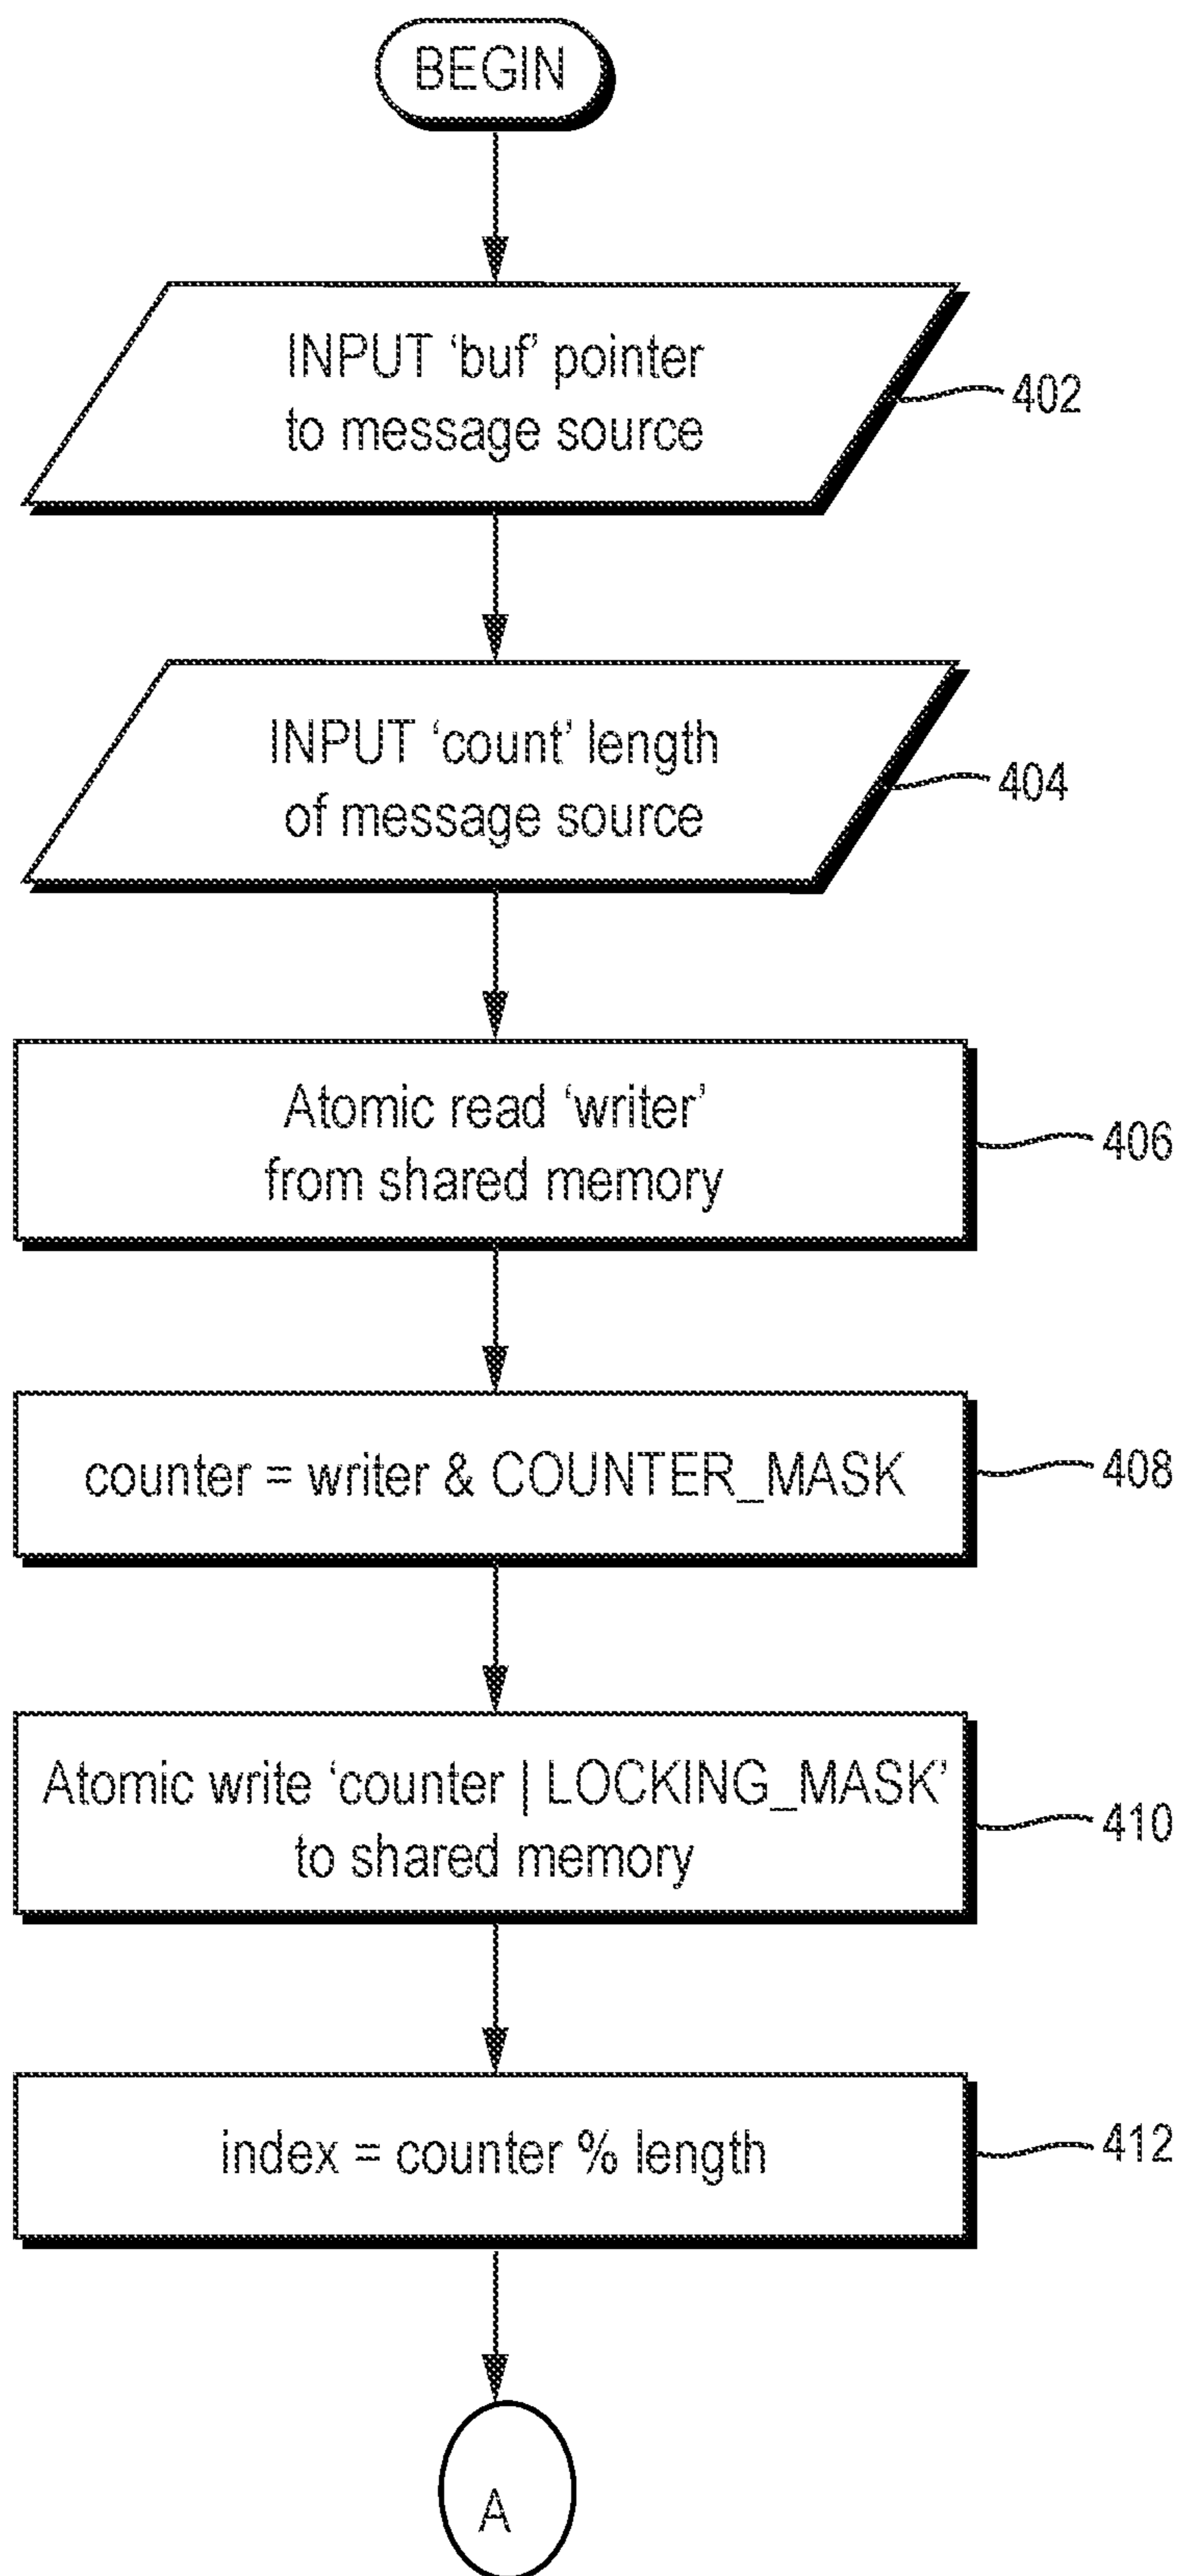 BEGIN
INPUT ‘buf’ pointer
to message source
402
INPUT ‘count’ length
of message source
404
Atomic read ‘writer’
from shared memory
406
counter = writer & COUNTER_MASK
408
Atomic write ‘counter | LOCKING_MASK’
to shared memory
410
index = counter % length
412
A